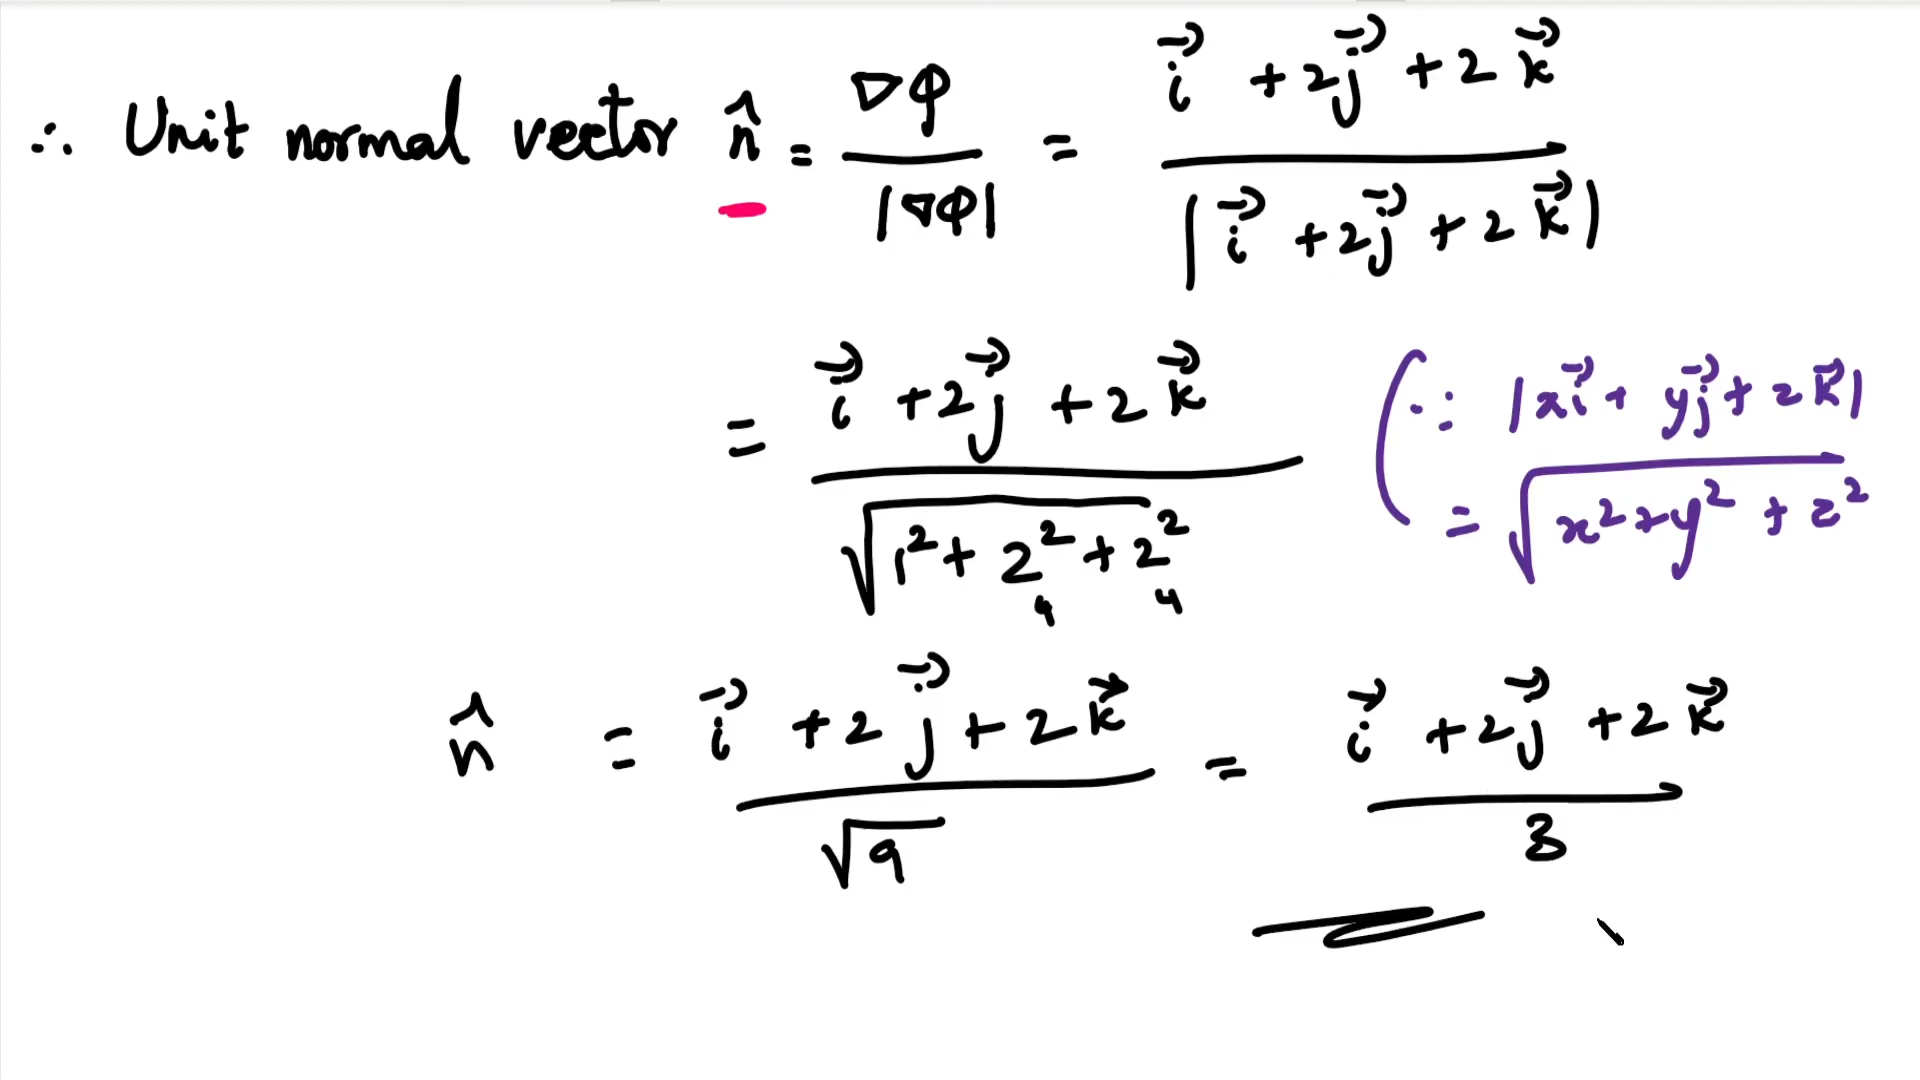 ∴ Unit normal vector n̂ = ∇φ / |∇φ| = (i⃗ + 2j⃗ + 2k⃗) / |i⃗ + 2j⃗ + 2k⃗|
= (i⃗ + 2j⃗ + 2k⃗) / √(1² + 2² + 2²)
4 4
(∵ |xi⃗ + yj⃗ + zk⃗|
= √(x² + y² + z²)
n̂ = (i⃗ + 2j⃗ + 2k⃗) / √9 = (i⃗ + 2j⃗ + 2k⃗) / 3